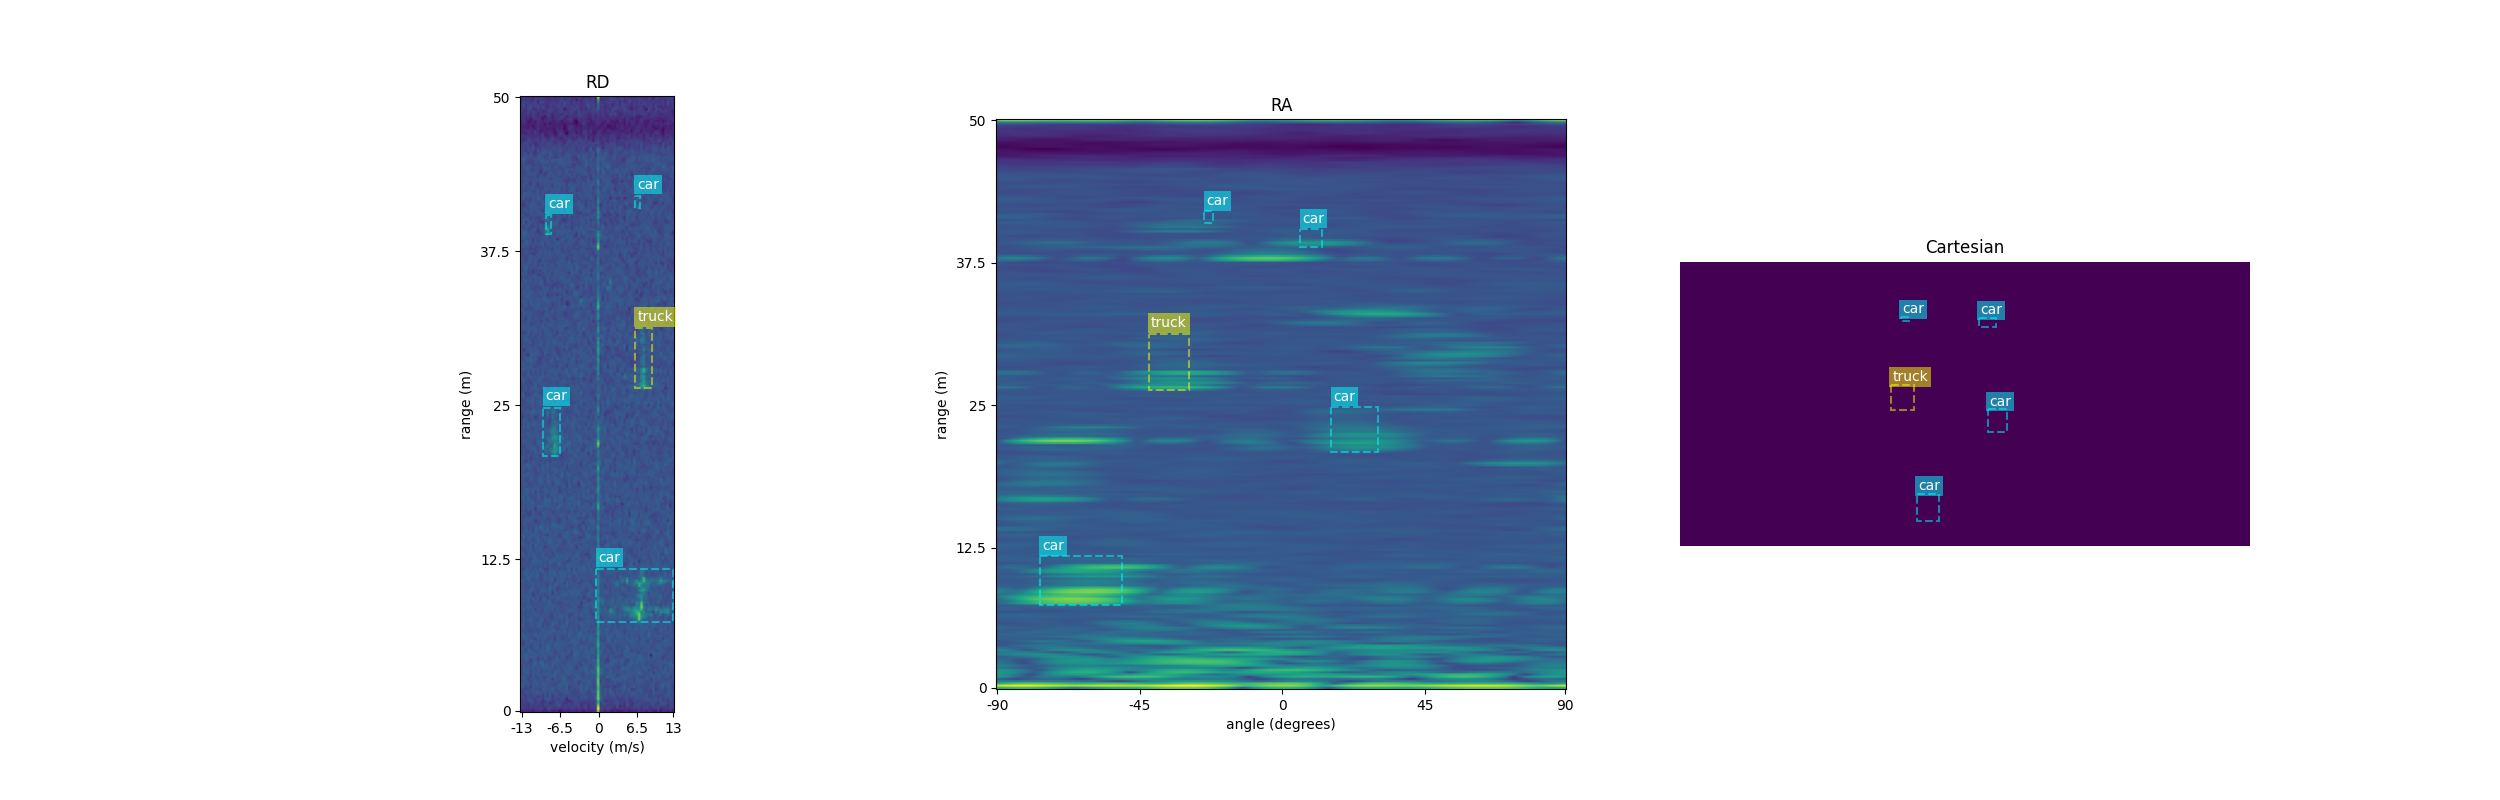 RD
50
37.5
25
12.5
0
range (m)
-13 -6.5 0 6.5 13
velocity (m/s)
car
car
truck
car
car
RA
50
37.5
25
12.5
0
range (m)
-90 -45 0 45 90
angle (degrees)
car
car
truck
car
car
Cartesian
car
car
truck
car
car